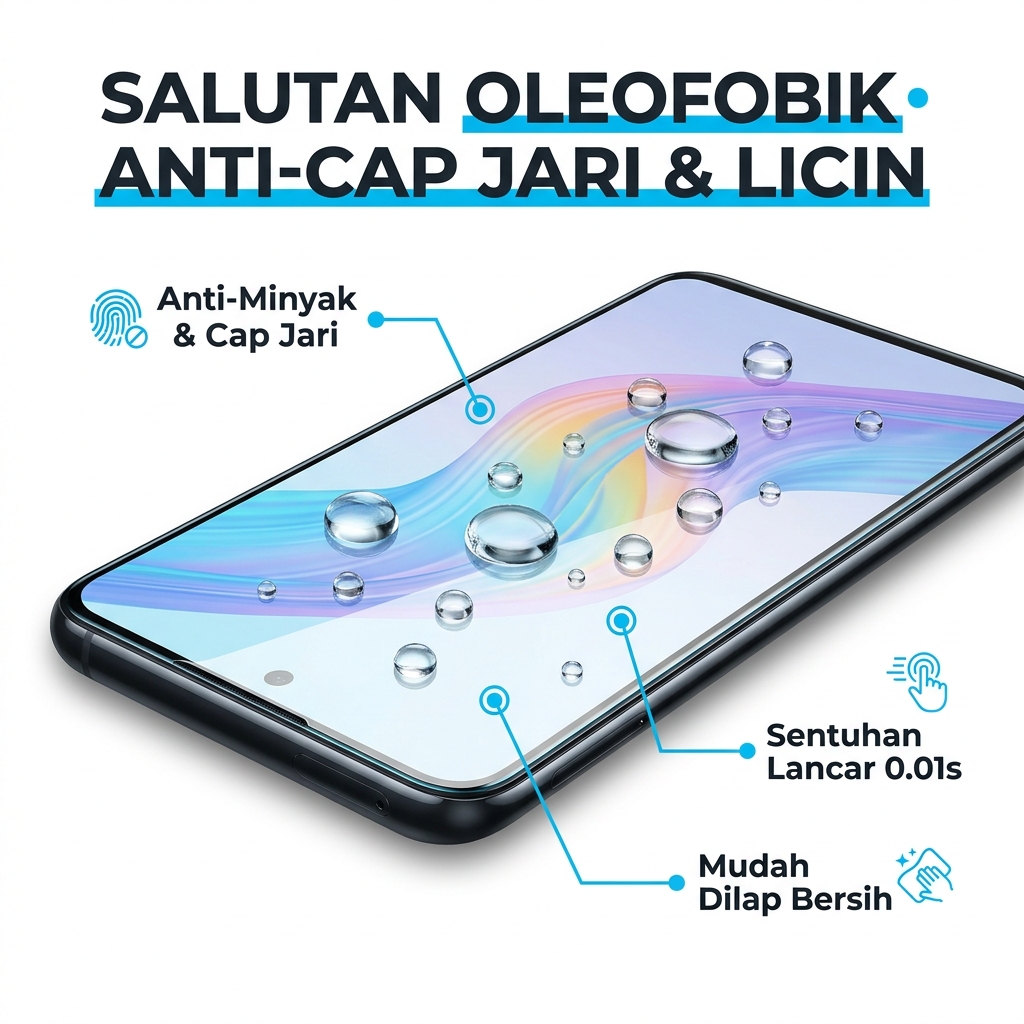 SALUTAN OLEOFOBIK
ANTI-CAP JARI & LICIN
Anti-Minyak
& Cap Jari
Sentuhan
Lancar 0.01s
Mudah
Dilap Bersih